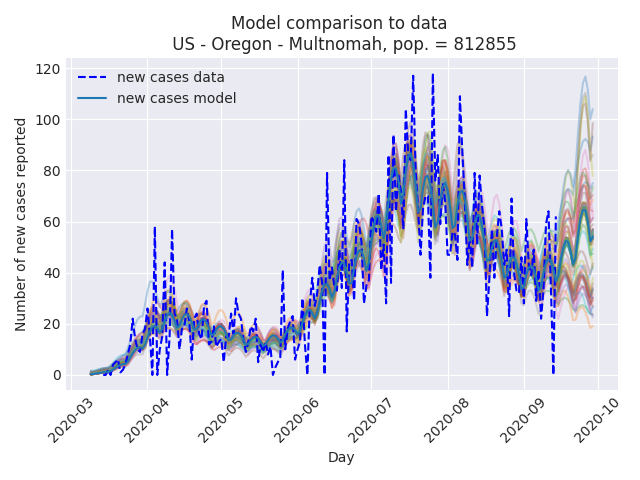 Model comparison to data
US - Oregon - Multnomah, pop. = 812855
new cases data
new cases model
Number of new cases reported
120
100
80
60
40
20
0
2020-03
2020-04
2020-05
2020-06
2020-07
2020-08
2020-09
2020-10
Day